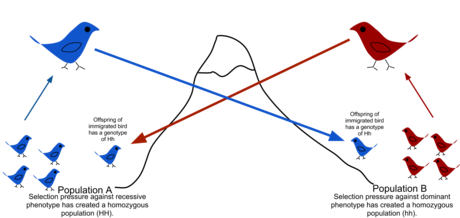 Offspring of
immigrated bird
has a genotype
of Hh
Offspring of
immigrated bird
has a genotype
of Hh
Population A
Selection pressure against recessive
phenotype has created a homozygous
population (HH).
Population B
Selection pressure against dominant
phenotype has created a homozygous
population (hh).